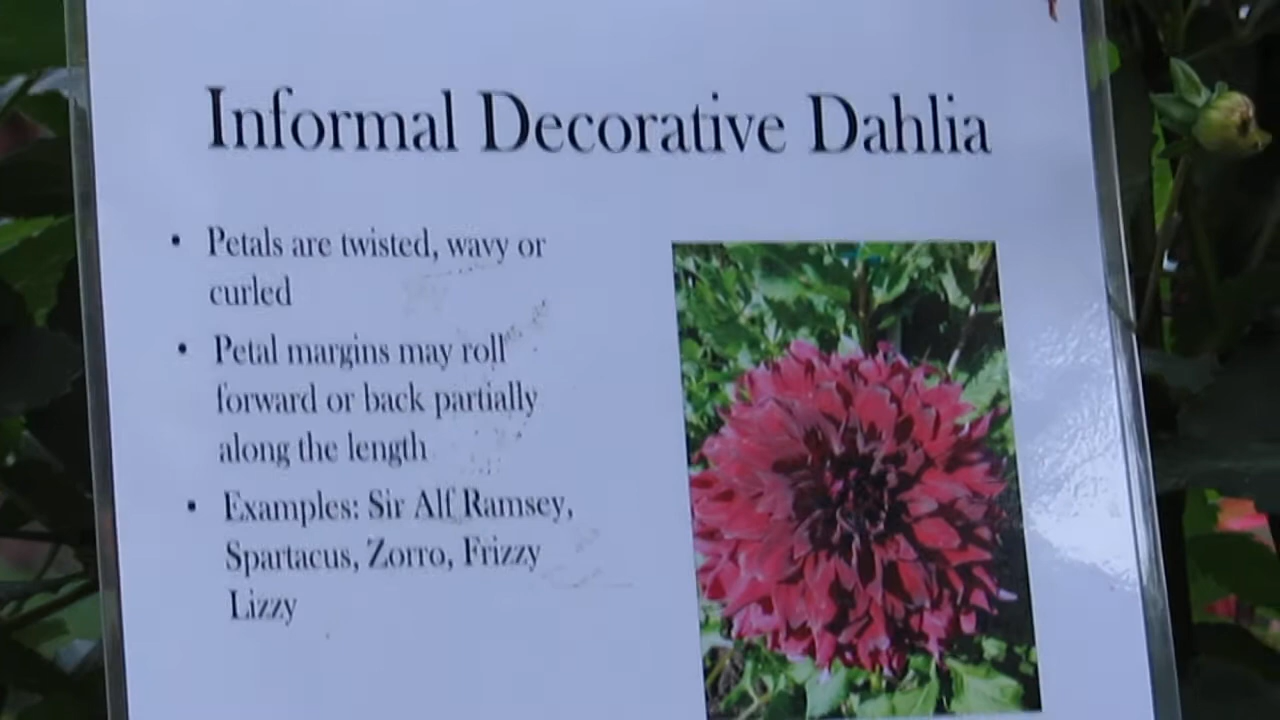 Informal Decorative Dahlia
• Petals are twisted, wavy or
curled
• Petal margins may roll
forward or back partially
along the length
• Examples: Sir Alf Ramsey,
Spartacus, Zorro, Frizzy
Lizzy